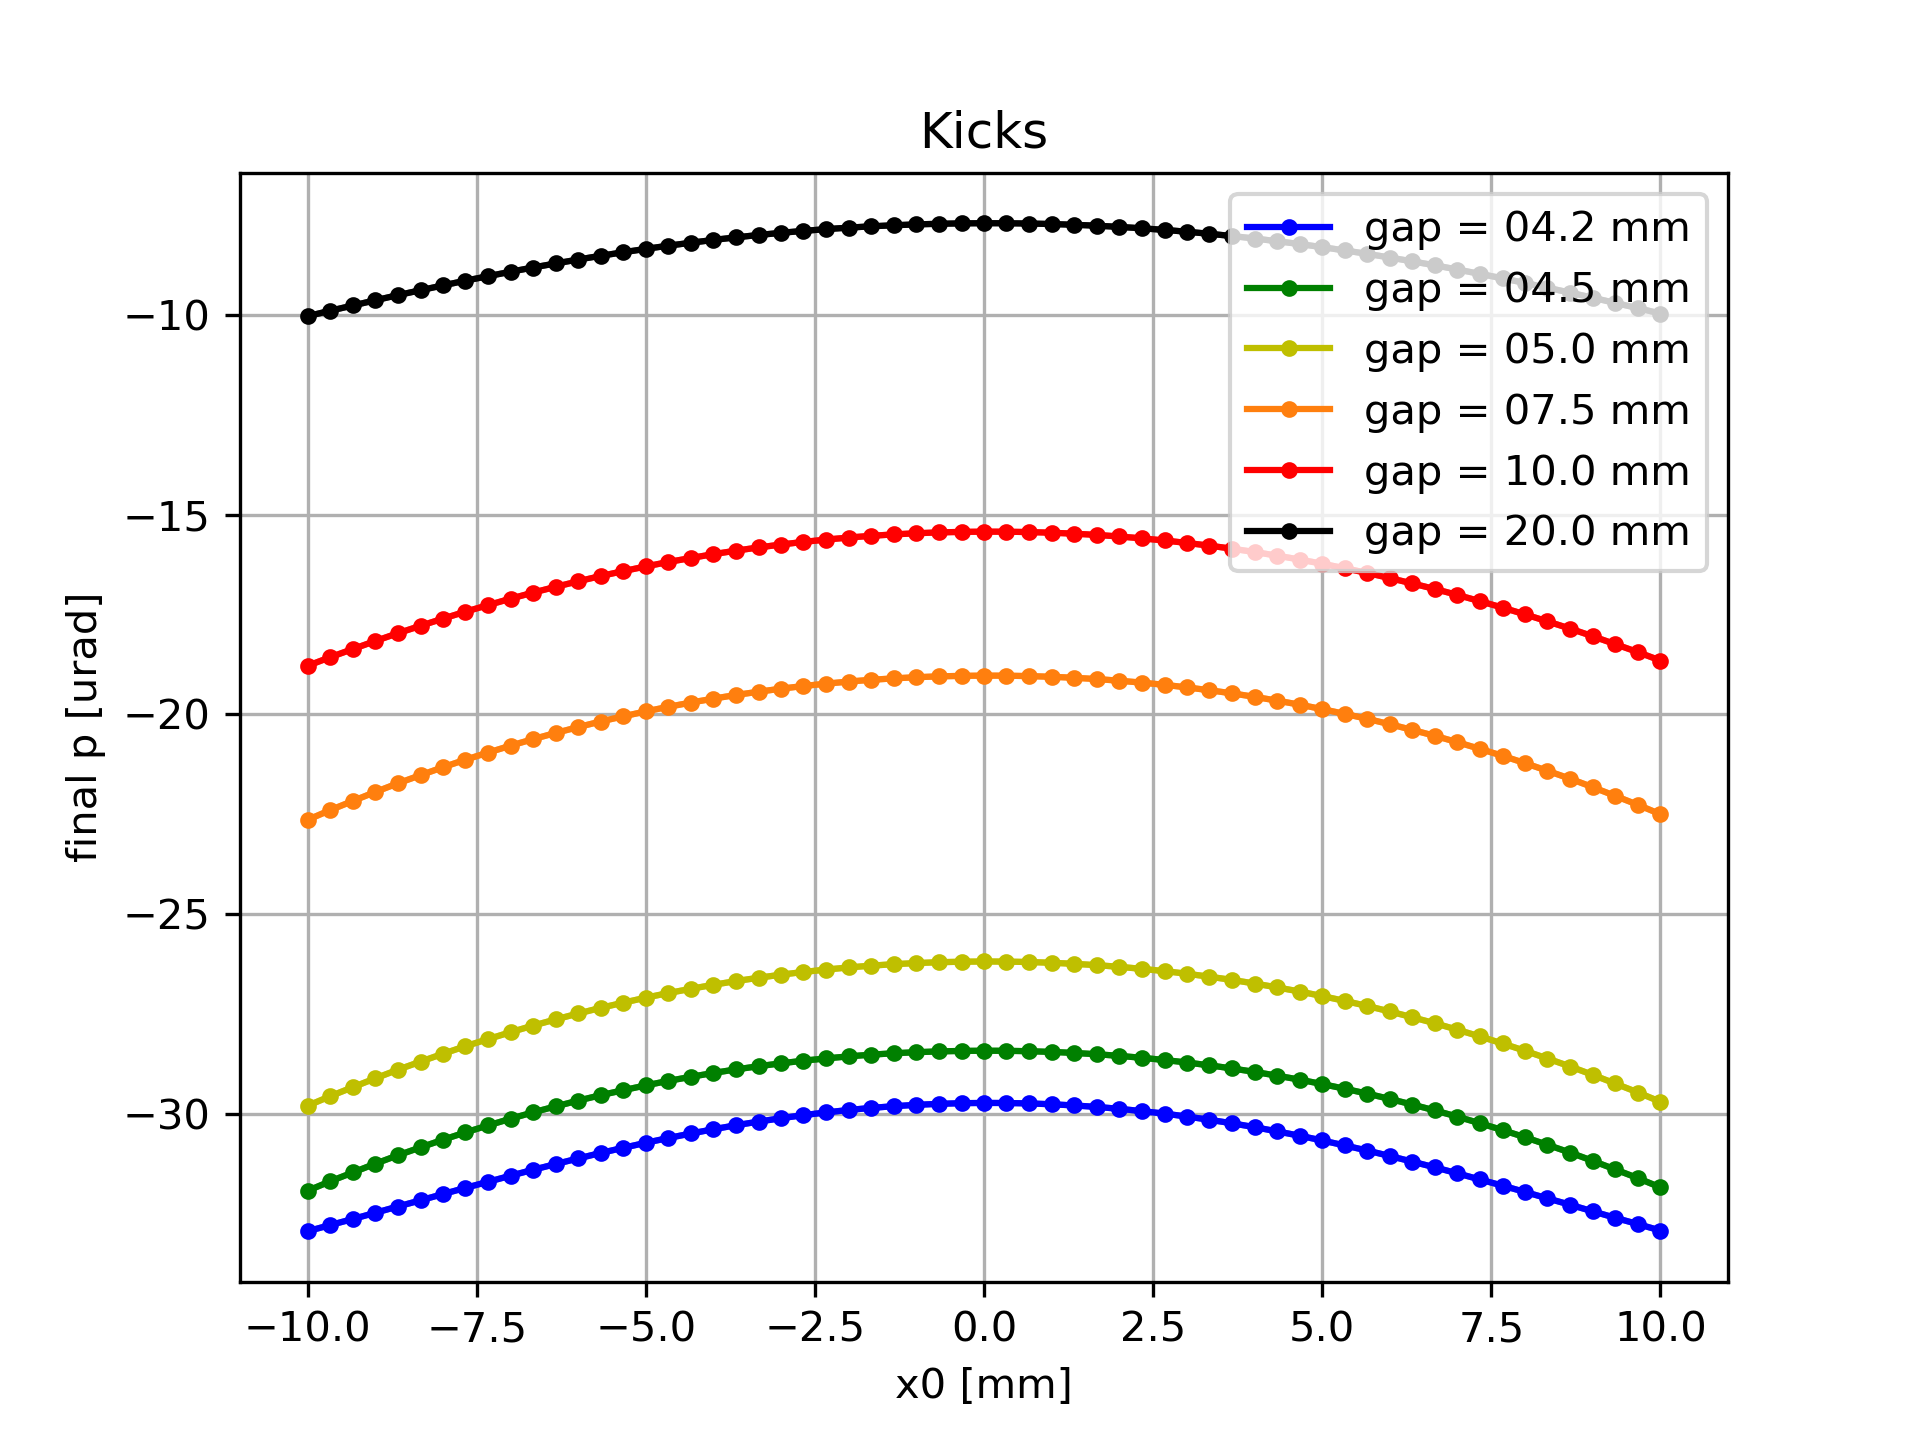 Kicks
gap = 04.2 mm
gap = 04.5 mm
gap = 05.0 mm
gap = 07.5 mm
gap = 10.0 mm
gap = 20.0 mm
−10
−15
−20
−25
−30
final p [urad]
−10.0 −7.5 −5.0 −2.5 0.0 2.5 5.0 7.5 10.0
x0 [mm]